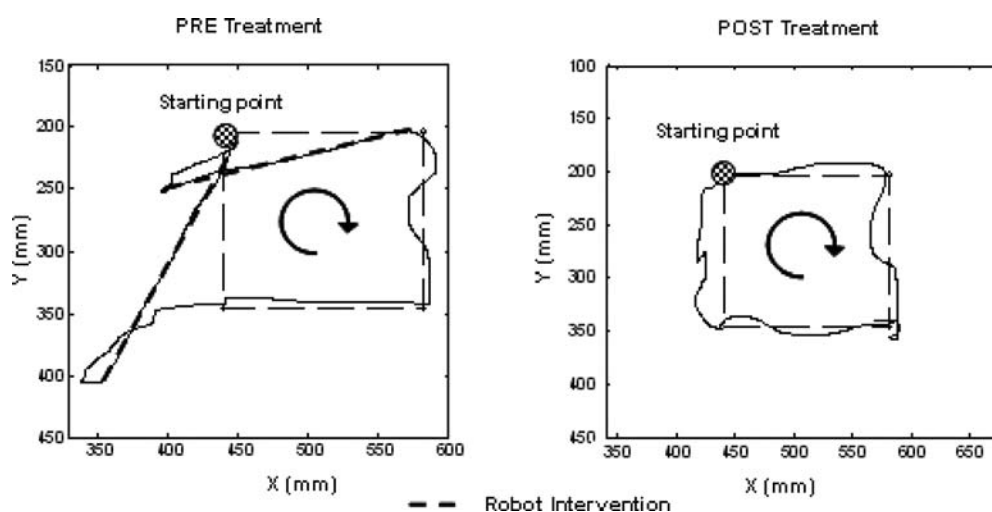 PRE Treatment
150
200
250
300
350
400
450
Y (mm)
Starting point
350 400 450 500 550 600
X (mm)
POST Treatment
100
150
200
250
300
350
400
450
Y (mm)
Starting point
350 400 450 500 550 600 650
X (mm)
Robot Intervention